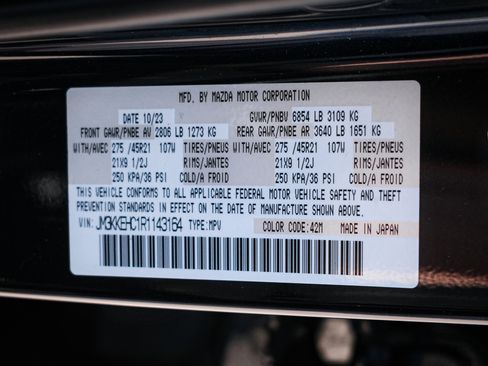 MFD. BY MAZDA MOTOR CORPORATION
DATE 10/23 GVWR/PNBV 6854 LB 3109 KG
FRONT GAWR/PNBE AV 2806 LB 1273 KG REAR GAWR/PNBE AR 3640 LB 1651 KG
WITH/AVEC 275 /45R21 107W TIRES/PNEUS WITH/AVEC 275 /45R21 107W TIRES/PNEUS
21X9 1/2J RIMS/JANTES 21X9 1/2J RIMS/JANTES
250 KPA/36 PSI COLD/A FROID 250 KPA/36 PSI COLD/A FROID
THIS VEHICLE CONFORMS TO ALL APPLICABLE FEDERAL MOTOR VEHICLE SAFETY AND THEFT
PREVENTION STANDARDS IN EFFECT ON THE DATE OF MANUFACTURE SHOWN ABOVE.
VIN: JM3KKEHC1R1143164 TYPE:MPV COLOR CODE:42M MADE IN JAPAN